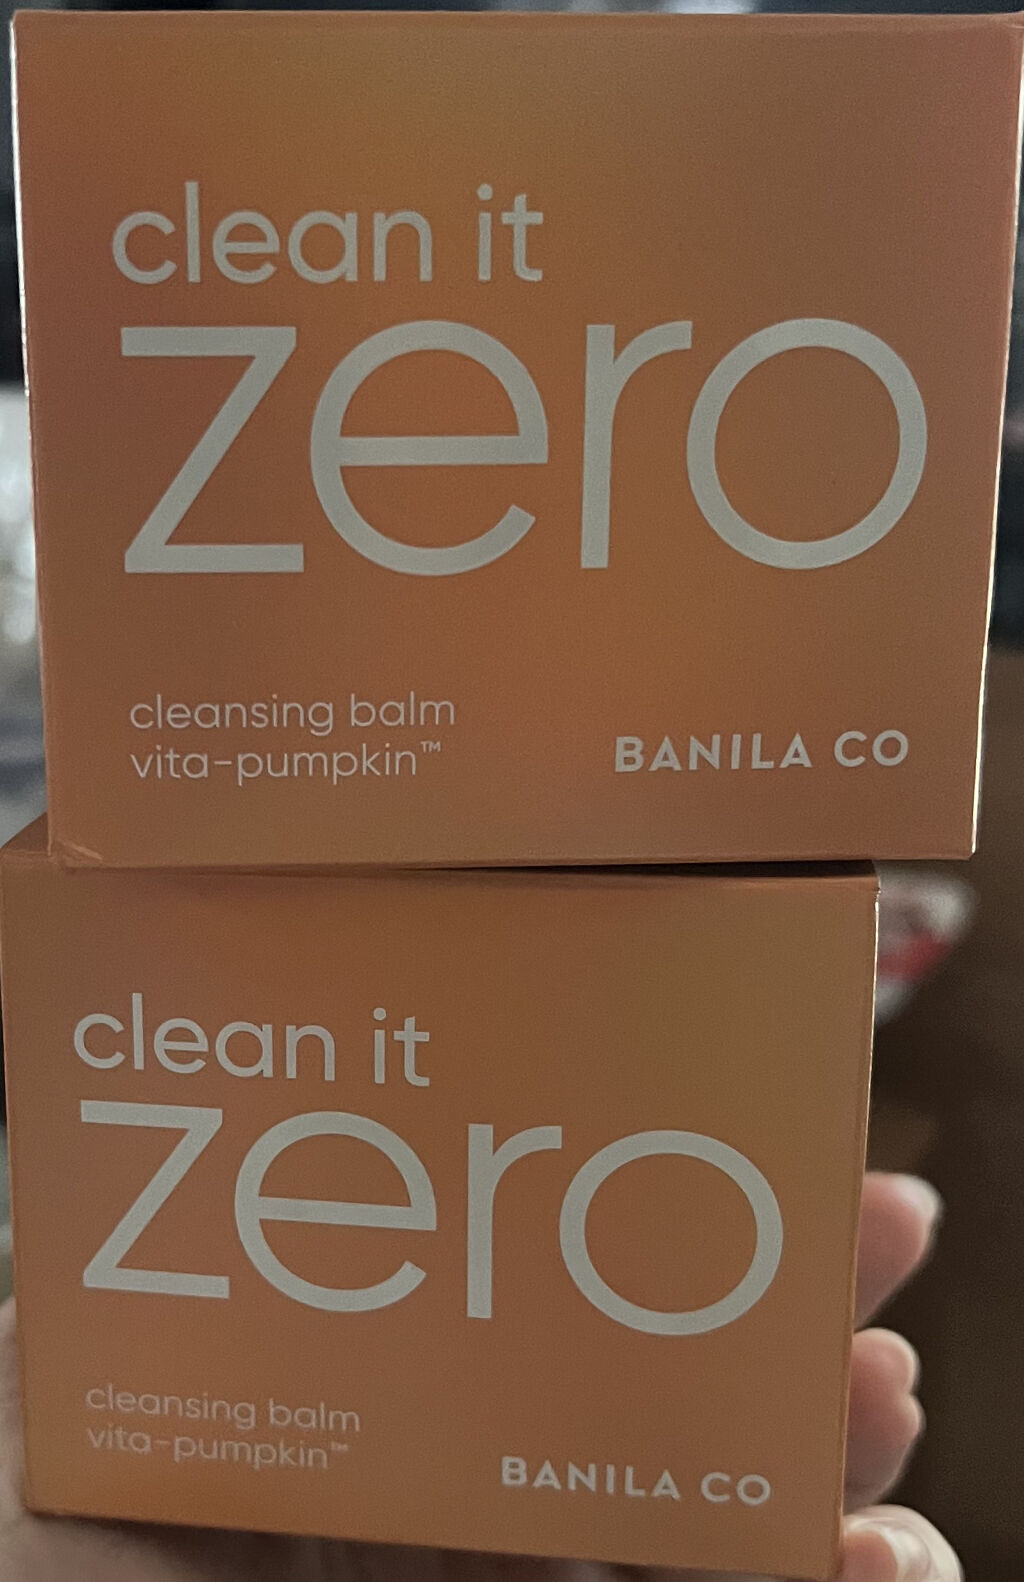 clean it
zero
cleansing balm
vita-pumpkin™
BANILA CO
clean it
zero
cleansing balm
vita-pumpkin™
BANILA CO